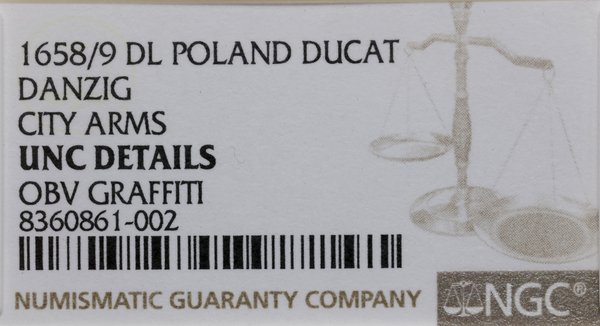 1658/9 DL POLAND DUCAT
DANZIG
CITY ARMS
UNC DETAILS
OBV GRAFFITI
8360861-002
NUMISMATIC GUARANTY COMPANY
NGC®